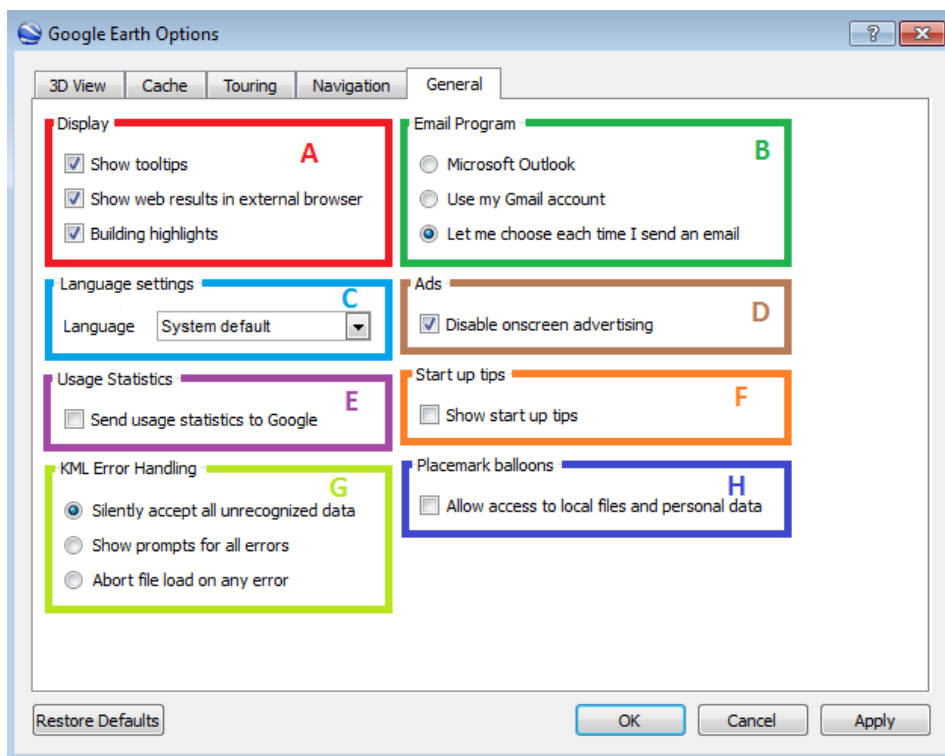 Google Earth Options
?
3D View Cache Touring Navigation General
Display
A
Show tooltips
Show web results in external browser
Building highlights
Email Program
B
Microsoft Outlook
Use my Gmail account
Let me choose each time I send an email
Language settings
C
Language System default
Ads
D
Disable onscreen advertising
Usage Statistics
E
Send usage statistics to Google
Start up tips
F
Show start up tips
KML Error Handling
G
Silently accept all unrecognized data
Show prompts for all errors
Abort file load on any error
Placemark balloons
H
Allow access to local files and personal data
Restore Defaults OK Cancel Apply